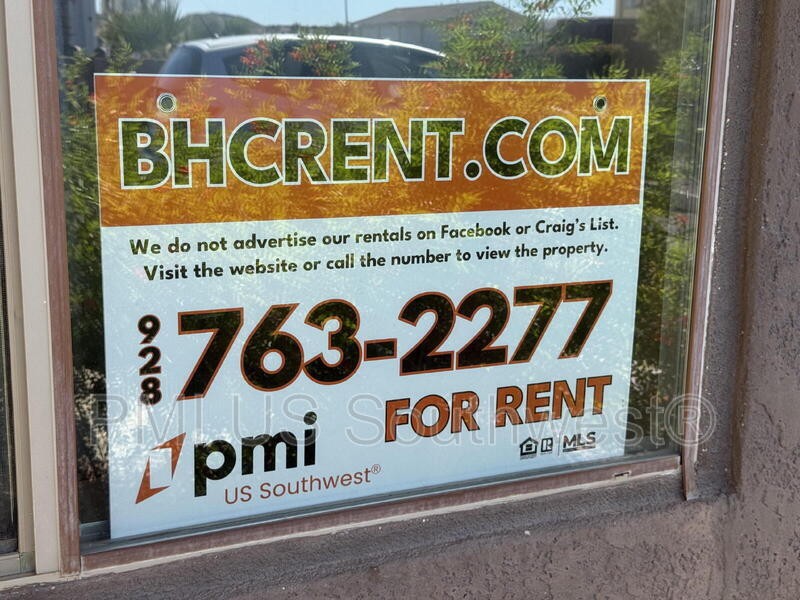 BHCRENT.COM
We do not advertise our rentals on Facebook or Craig's List.
Visit the website or call the number to view the property.
928 763-2277
FOR RENT
pmi
US Southwest®
MLS
PMI US Southwest®